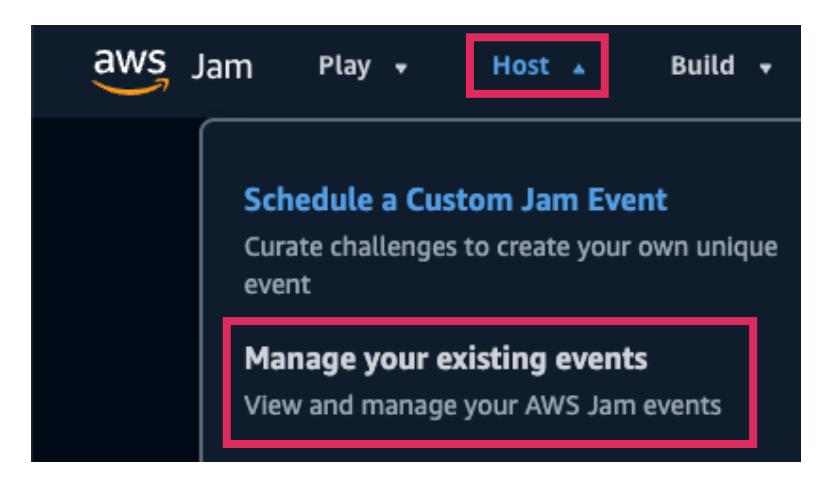 aws Jam Play Host Build
Schedule a Custom Jam Event
Curate challenges to create your own unique
event
Manage your existing events
View and manage your AWS Jam events